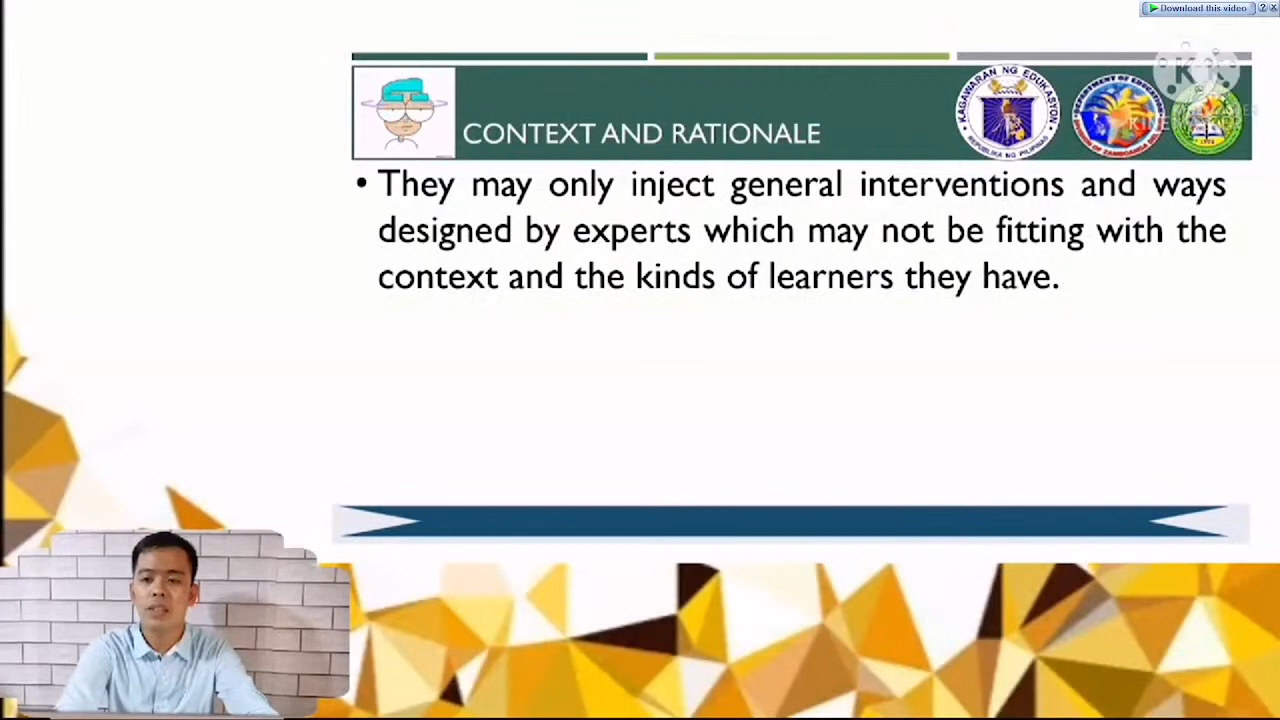 Download this video
CONTEXT AND RATIONALE
KAGAWARAN NG EDUKASYON
REPUBLIKA NG PILIPINAS
• They may only inject general interventions and ways
designed by experts which may not be fitting with the
context and the kinds of learners they have.